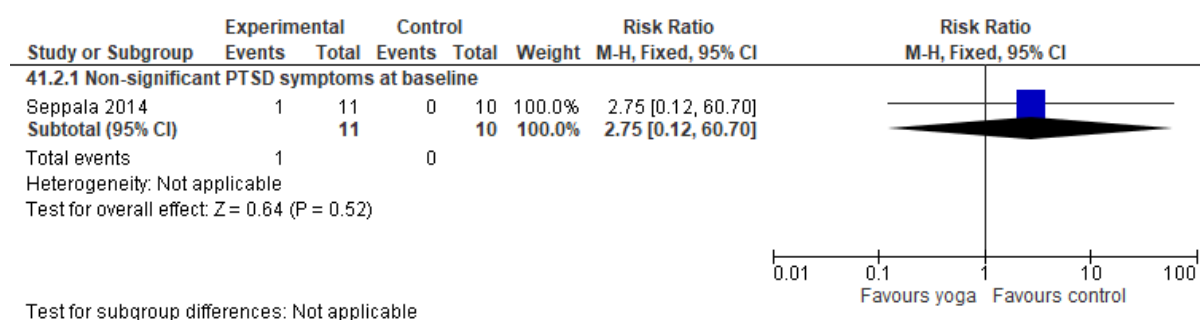 Experimental Control Risk Ratio Risk Ratio
Study or Subgroup Events Total Events Total Weight M-H, Fixed, 95% CI M-H, Fixed, 95% CI
41.2.1 Non-significant PTSD symptoms at baseline
Seppala 2014 1 11 0 10 100.0% 2.75 [0.12, 60.70]
Subtotal (95% CI) 11 10 100.0% 2.75 [0.12, 60.70]
Total events 1 0
Heterogeneity: Not applicable
Test for overall effect: Z = 0.64 (P = 0.52)
0.01 0.1 1 10 100
Favours yoga Favours control
Test for subgroup differences: Not applicable